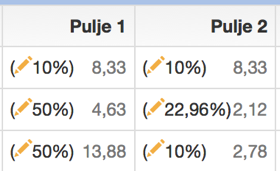 Pulje 1 Pulje 2
(10%) 8,33 (10%) 8,33
(50%) 4,63 (22,96%) 2,12
(50%) 13,88 (10%) 2,78